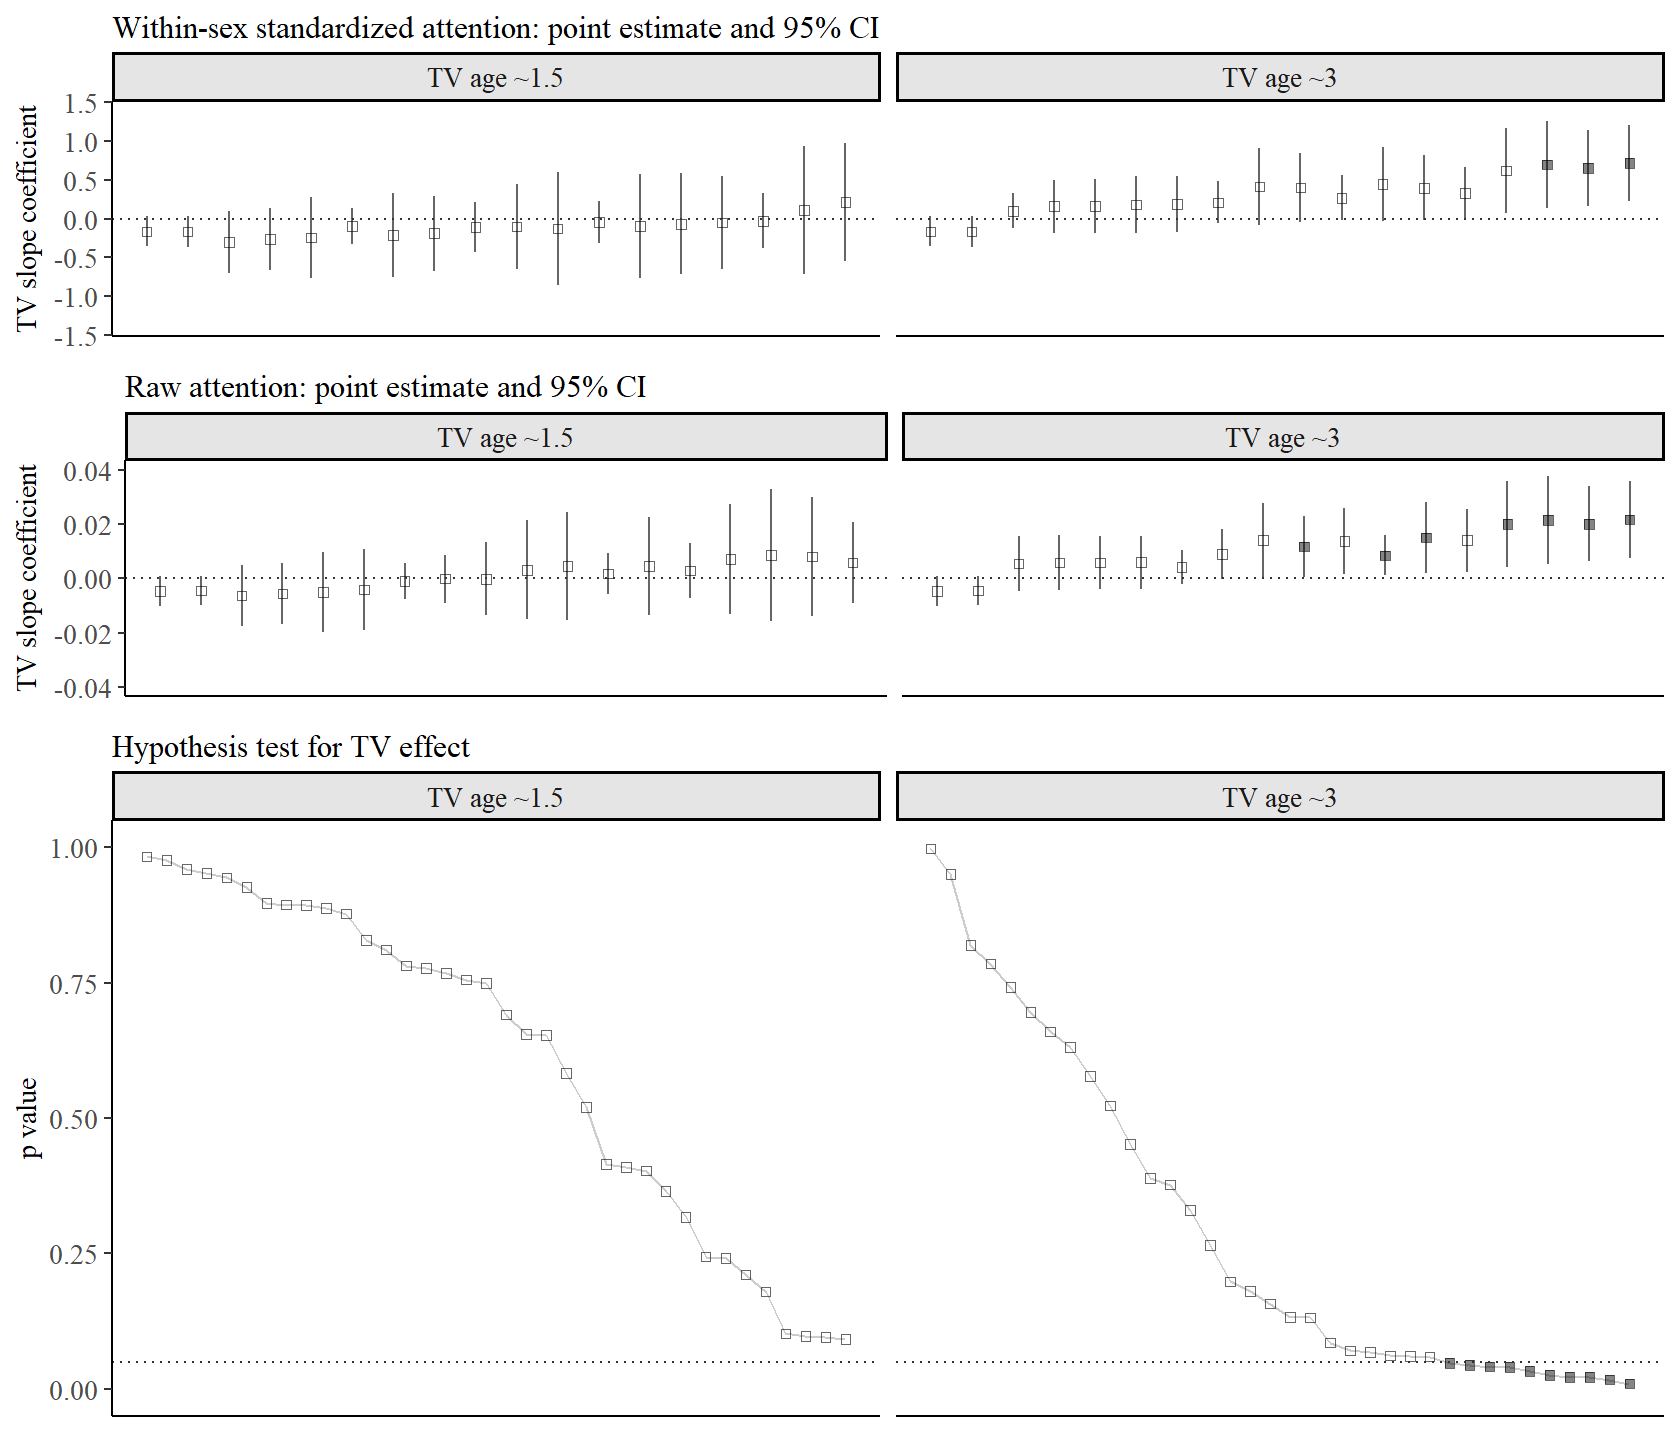 Within-sex standardized attention: point estimate and 95% CI
TV age ~1.5
TV age ~3
TV slope coefficient
1.5
1.0
0.5
0.0
-0.5
-1.0
-1.5
Raw attention: point estimate and 95% CI
TV age ~1.5
TV age ~3
TV slope coefficient
0.04
0.02
0.00
-0.02
-0.04
Hypothesis test for TV effect
TV age ~1.5
TV age ~3
p value
1.00
0.75
0.50
0.25
0.00